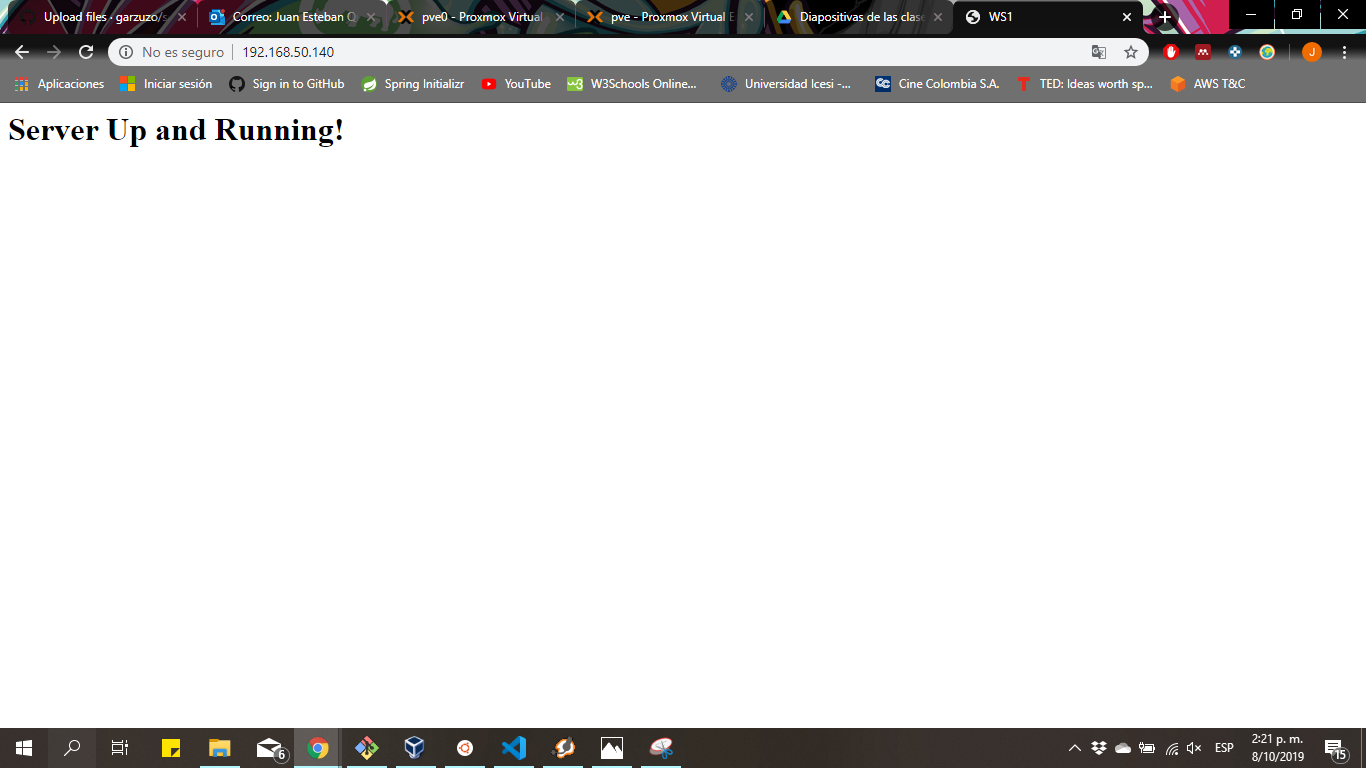 Upload files · garzuzo/s
Correo: Juan Esteban Q
pve0 - Proxmox Virtual
pve - Proxmox Virtual E
Diapositivas de las clase
WS1
No es seguro
192.168.50.140
Aplicaciones
Iniciar sesión
Sign in to GitHub
Spring Initializr
YouTube
W3Schools Online...
Universidad Icesi -...
Cine Colombia S.A.
TED: Ideas worth sp...
AWS T&C
Server Up and Running!
6
ESP
2:21 p. m.
8/10/2019
15